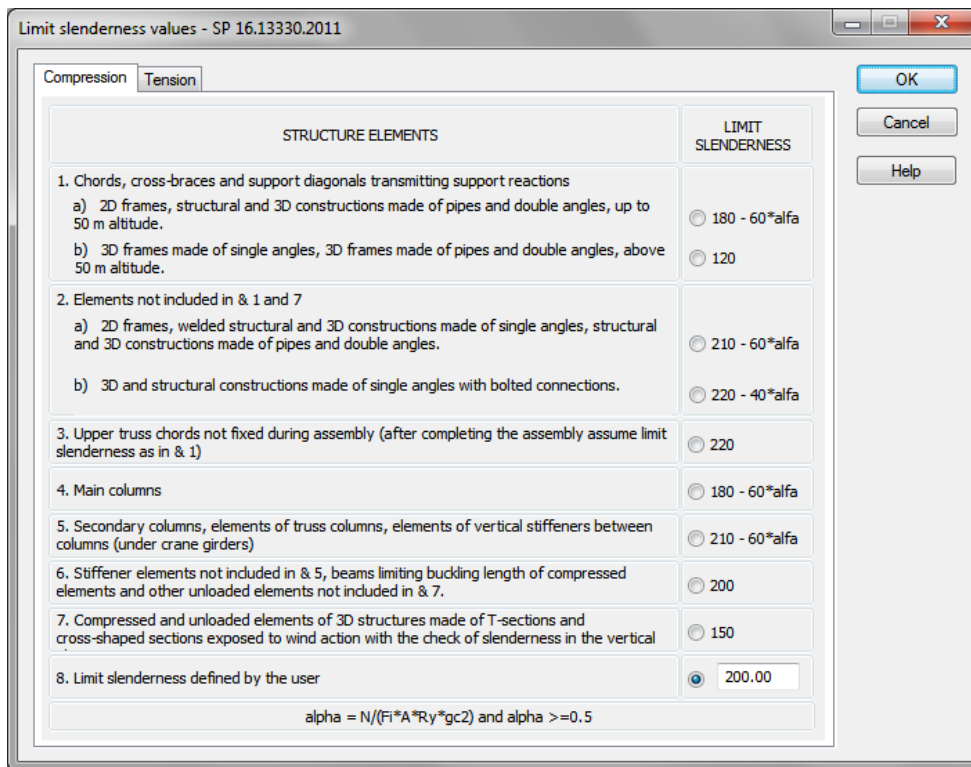 Limit slenderness values - SP 16.13330.2011
Compression
Tension
OK
Cancel
Help
STRUCTURE ELEMENTS
LIMIT
SLENDERNESS
1. Chords, cross-braces and support diagonals transmitting support reactions
a) 2D frames, structural and 3D constructions made of pipes and double angles, up to
50 m altitude.
180 - 60*alfa
b) 3D frames made of single angles, 3D frames made of pipes and double angles, above
50 m altitude.
120
2. Elements not included in & 1 and 7
a) 2D frames, welded structural and 3D constructions made of single angles, structural
and 3D constructions made of pipes and double angles.
210 - 60*alfa
b) 3D and structural constructions made of single angles with bolted connections.
220 - 40*alfa
3. Upper truss chords not fixed during assembly (after completing the assembly assume limit
slenderness as in & 1)
220
4. Main columns
180 - 60*alfa
5. Secondary columns, elements of truss columns, elements of vertical stiffeners between
columns (under crane girders)
210 - 60*alfa
6. Stiffener elements not included in & 5, beams limiting buckling length of compressed
elements and other unloaded elements not included in & 7.
200
7. Compressed and unloaded elements of 3D structures made of T-sections and
cross-shaped sections exposed to wind action with the check of slenderness in the vertical
150
8. Limit slenderness defined by the user
200.00
alpha = N/(Fi*A*Ry*gc2) and alpha >=0.5